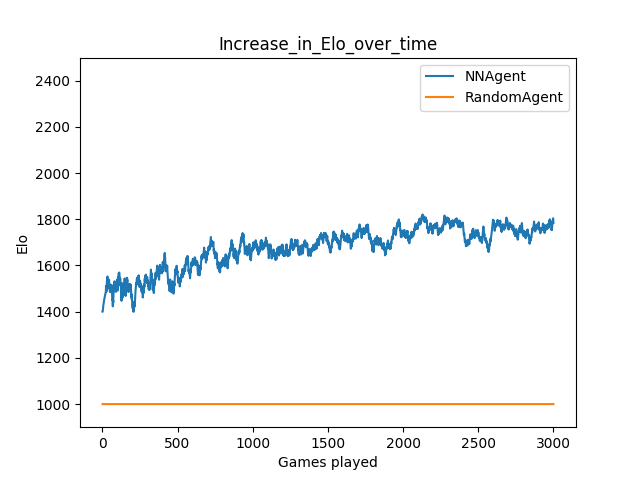 Increase_in_Elo_over_time
NNAgent
RandomAgent
2400
2200
2000
1800
1600
1400
1200
1000
Elo
0 500 1000 1500 2000 2500 3000
Games played